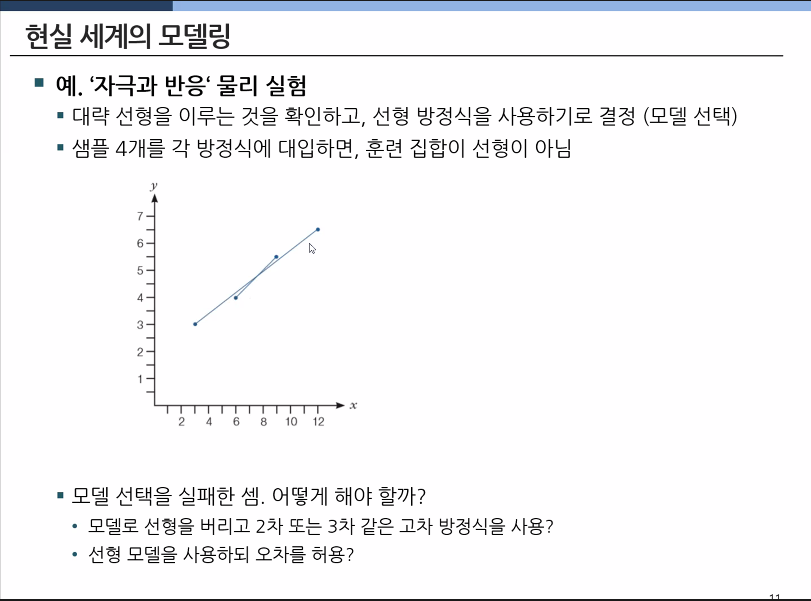 현실 세계의 모델링
예. ‘자극과 반응‘ 물리 실험
대략 선형을 이루는 것을 확인하고, 선형 방정식을 사용하기로 결정 (모델 선택)
샘플 4개를 각 방정식에 대입하면, 훈련 집합이 선형이 아님
y
7
6
5
4
3
2
1
x
2 4 6 8 10 12
모델 선택을 실패한 셈. 어떻게 해야 할까?
모델로 선형을 버리고 2차 또는 3차 같은 고차 방정식을 사용?
선형 모델을 사용하되 오차를 허용?
11